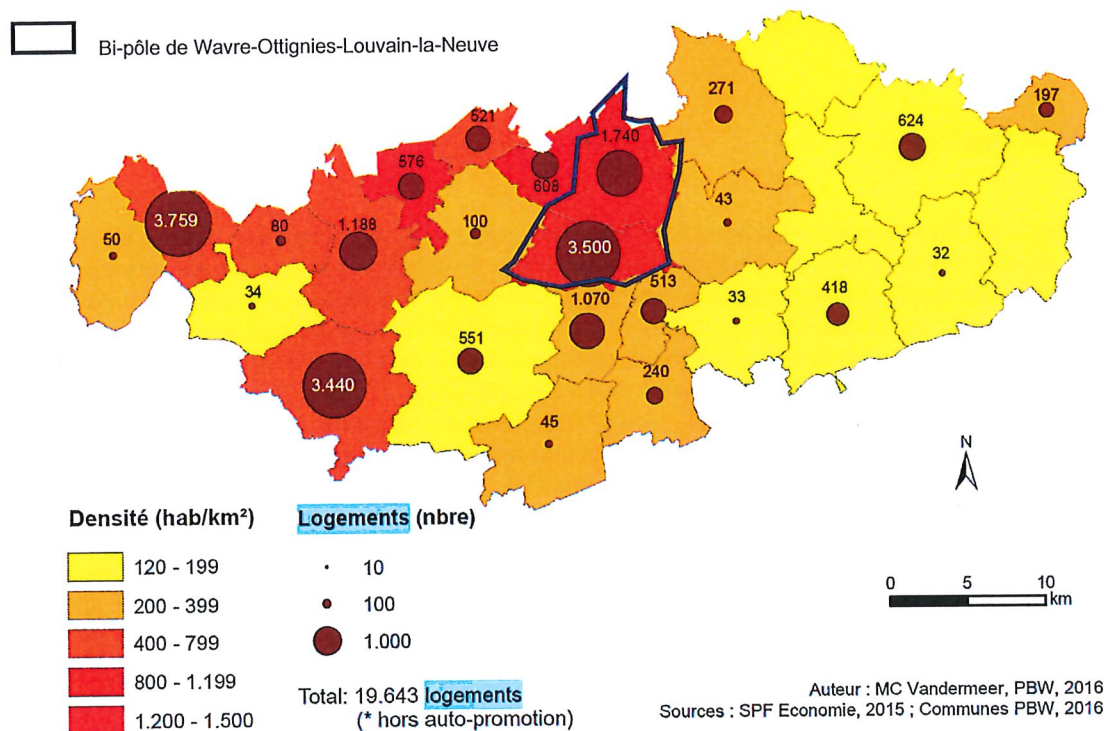 Bi-pôle de Wavre-Ottignies-Louvain-la-Neuve
271
197
521
624
1.740
576
608
3.759
43
80
1.188
100
50
3.500
32
34
513
1.070
33
418
551
3.440
240
45
N
Densité (hab/km²)
120 - 199
200 - 399
400 - 799
800 - 1.199
1.200 - 1.500
Logements (nbre)
10
100
1.000
Total: 19.643 logements
(* hors auto-promotion)
0 5 10
km
Auteur : MC Vandermeer, PBW, 2016
Sources : SPF Economie, 2015 ; Communes PBW, 2016